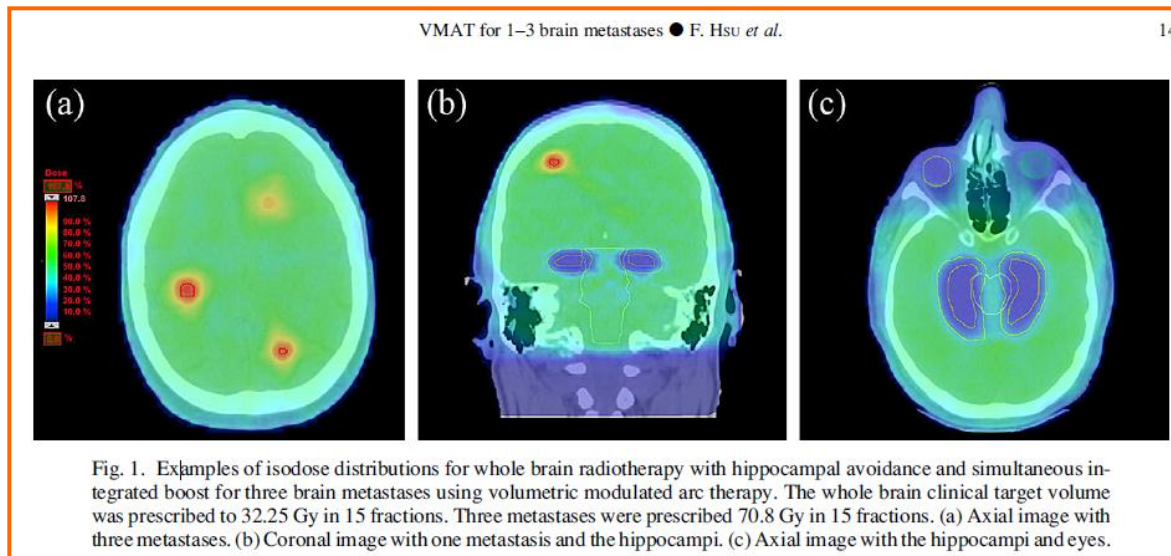 VMAT for 1–3 brain metastases ● F. HSU et al.
14
(a)
(b)
(c)
Dose
%
107.8
90.0 %
80.0 %
70.0 %
60.0 %
50.0 %
40.0 %
30.0 %
20.0 %
10.0 %
%
Fig. 1. Examples of isodose distributions for whole brain radiotherapy with hippocampal avoidance and simultaneous in-
tegrated boost for three brain metastases using volumetric modulated arc therapy. The whole brain clinical target volume
was prescribed to 32.25 Gy in 15 fractions. Three metastases were prescribed 70.8 Gy in 15 fractions. (a) Axial image with
three metastases. (b) Coronal image with one metastasis and the hippocampi. (c) Axial image with the hippocampi and eyes.